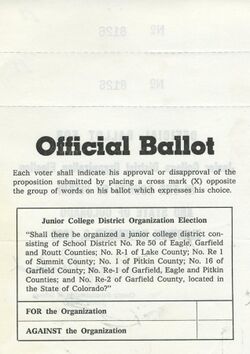 Nº 8126
Nº 8126
Official Ballot
Each voter shall indicate his approval or disapproval of the
proposition submitted by placing a cross mark (X) opposite
the group of words on his ballot which expresses his choice.
Junior College District Organization Election
"Shall there be organized a junior college district con-
sisting of School District No. Re 50 of Eagle, Garfield
and Routt Counties; No. R-1 of Lake County; No. Re 1
of Summit County; No. 1 of Pitkin County; No. 16 of
Garfield County; No. Re-1 of Garfield, Eagle and Pitkin
Counties; and No. Re-2 of Garfield County, located in
the State of Colorado?"
FOR the Organization
AGAINST the Organization